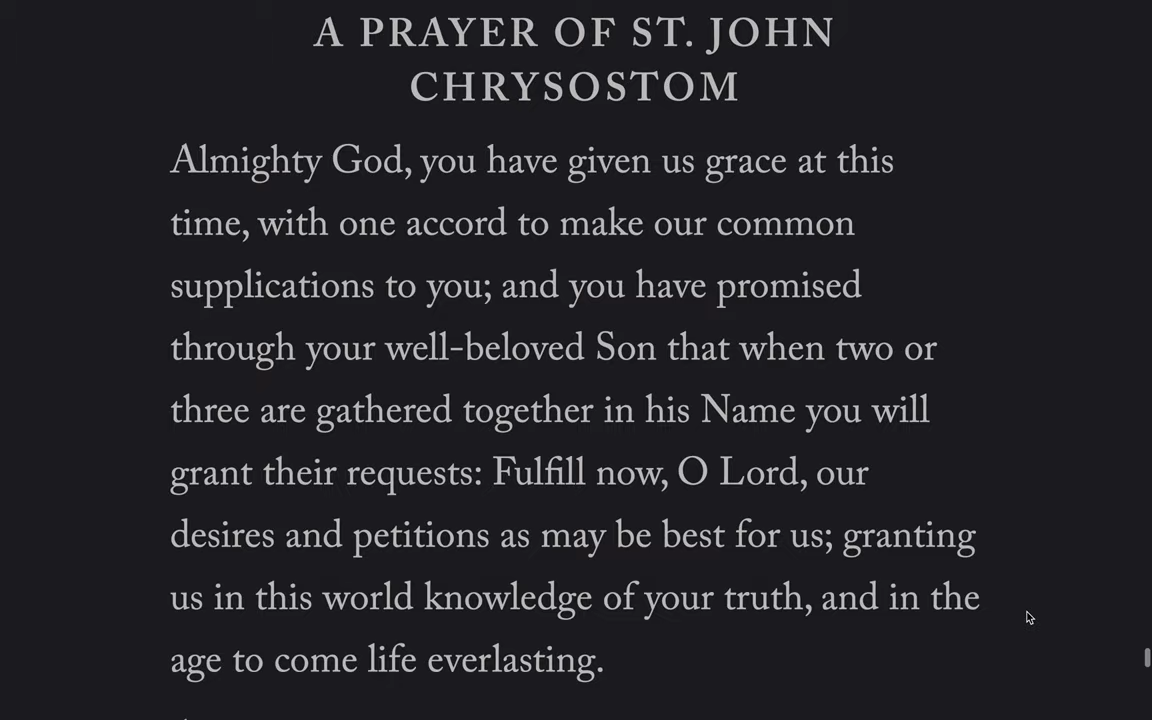 A PRAYER OF ST. JOHN
CHRYSOSTOM
Almighty God, you have given us grace at this
time, with one accord to make our common
supplications to you; and you have promised
through your well-beloved Son that when two or
three are gathered together in his Name you will
grant their requests: Fulfill now, O Lord, our
desires and petitions as may be best for us; granting
us in this world knowledge of your truth, and in the
age to come life everlasting.